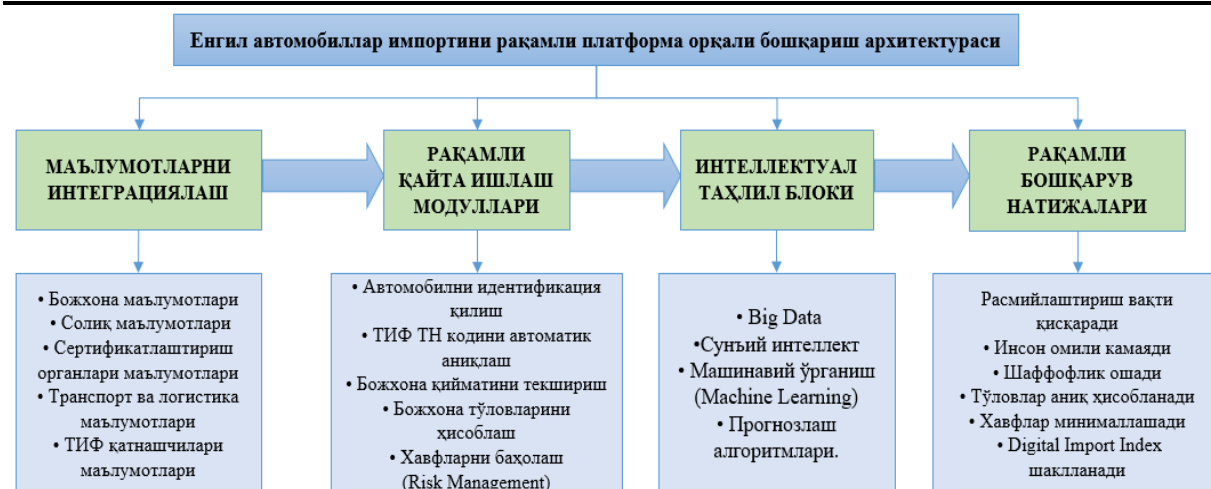 Енгил автомобиллар импортини рақамли платформа орқали бошқариш архитектураси
МАЪЛУМОТЛАРНИ
ИНТЕГРАЦИЯЛАШ
РАҚАМЛИ
ҚАЙТА ИШЛАШ
МОДУЛЛАРИ
ИНТЕЛЛЕКТУАЛ
ТАҲЛИЛ БЛОКИ
РАҚАМЛИ
БОШҚАРУВ
НАТИЖАЛАРИ
• Божхона маълумотлари
• Солиқ маълумотлари
• Сертификатлаштириш
органлари маълумотлари
• Транспорт ва логистика
маълумотлари
• ТИФ қатнашчилари
маълумотлари
• Автомобилни идентификация
қилиш
• ТИФ ТН кодини автоматик
аниқлаш
• Божхона қийматини текшириш
• Божхона тўловларини
ҳисоблаш
• Хавфларни баҳолаш
(Risk Management)
• Big Data
•Сунъий интеллект
• Машинавий ўрганиш
(Machine Learning)
• Прогнозлаш
алгоритмлари.
Расмийлаштириш вақти
қисқаради
• Инсон омили камаяди
• Шаффофлик ошади
• Тўловлар аниқ ҳисобланади
• Хавфлар минималлашади
• Digital Import Index
шаклланади